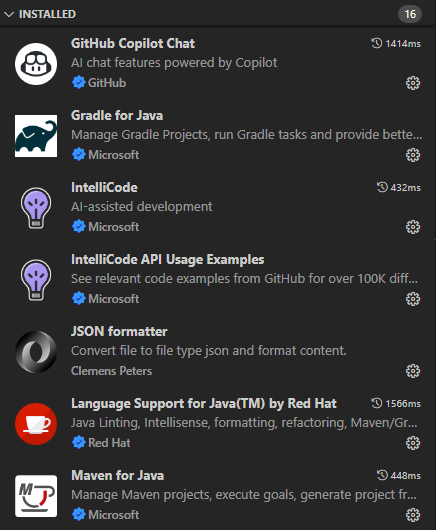 INSTALLED 16
GitHub Copilot Chat 1414ms
AI chat features powered by Copilot
GitHub
Gradle for Java
Manage Gradle Projects, run Gradle tasks and provide bette...
Microsoft
IntelliCode 432ms
AI-assisted development
Microsoft
IntelliCode API Usage Examples
See relevant code examples from GitHub for over 100K diff...
Microsoft
JSON formatter
Convert file to file type json and format content.
Clemens Peters
Language Support for Java(TM) by Red Hat 1566ms
Java Linting, Intellisense, formatting, refactoring, Maven/Gr...
Red Hat
M
Maven for Java 448ms
Manage Maven projects, execute goals, generate project fr...
Microsoft